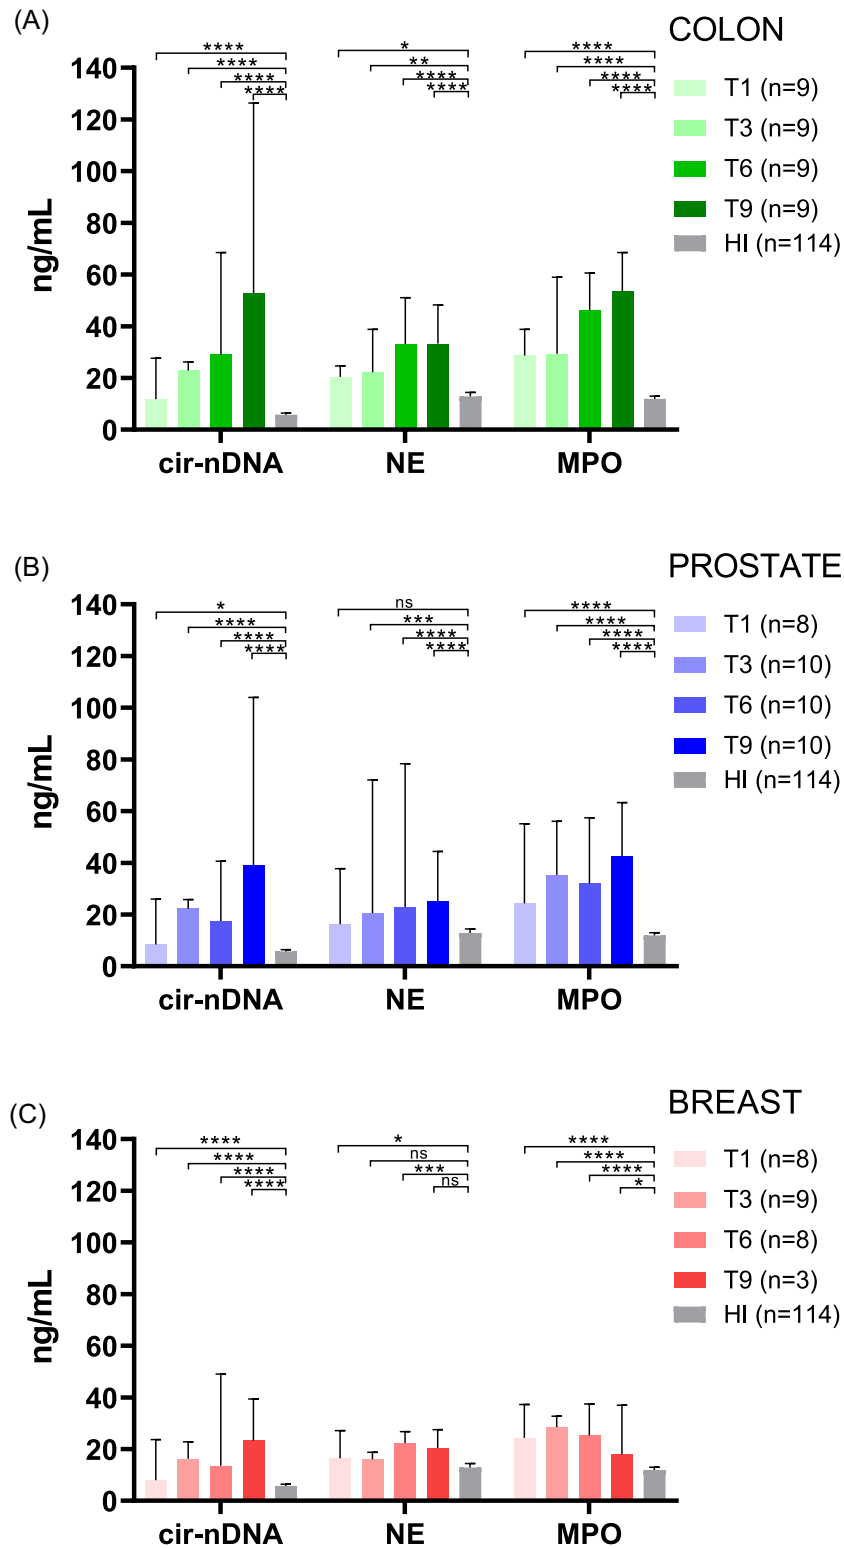 (A)
COLON
T1 (n=9)
T3 (n=9)
T6 (n=9)
T9 (n=9)
HI (n=114)
ng/mL
140
120
100
80
60
40
20
0
****
****
****
****
*
**
****
****
****
****
****
****
cir-nDNA NE MPO
(B)
PROSTATE
T1 (n=8)
T3 (n=10)
T6 (n=10)
T9 (n=10)
HI (n=114)
ng/mL
140
120
100
80
60
40
20
0
*
****
****
****
ns
***
****
****
****
****
****
****
cir-nDNA NE MPO
(C)
BREAST
T1 (n=8)
T3 (n=9)
T6 (n=8)
T9 (n=3)
HI (n=114)
ng/mL
140
120
100
80
60
40
20
0
****
****
****
****
*
ns
***
ns
****
****
****
*
cir-nDNA NE MPO